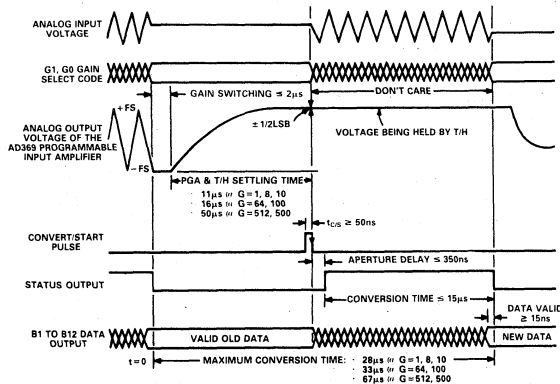 ANALOG INPUT
VOLTAGE
G1, G0 GAIN
SELECT CODE
GAIN SWITCHING ≤ 2μs
DON'T CARE
+FS
±1/2LSB
ANALOG OUTPUT
VOLTAGE OF THE
AD369 PROGRAMMABLE
INPUT AMPLIFIER
VOLTAGE BEING HELD BY T/H
−FS
PGA & T/H SETTLING TIME
11μs @ G=1, 8, 10
16μs @ G=64, 100
50μs @ G=512, 500
tC/S ≥ 50ns
CONVERT/START
PULSE
APERTURE DELAY ≤ 350ns
STATUS OUTPUT
CONVERSION TIME ≤ 15μs
DATA VALID
≥ 15ns
B1 TO B12 DATA
OUTPUT
VALID OLD DATA
NEW DATA
t=0
MAXIMUM CONVERSION TIME:
28μs @ G=1, 8, 10
33μs @ G=64, 100
67μs @ G=512, 500